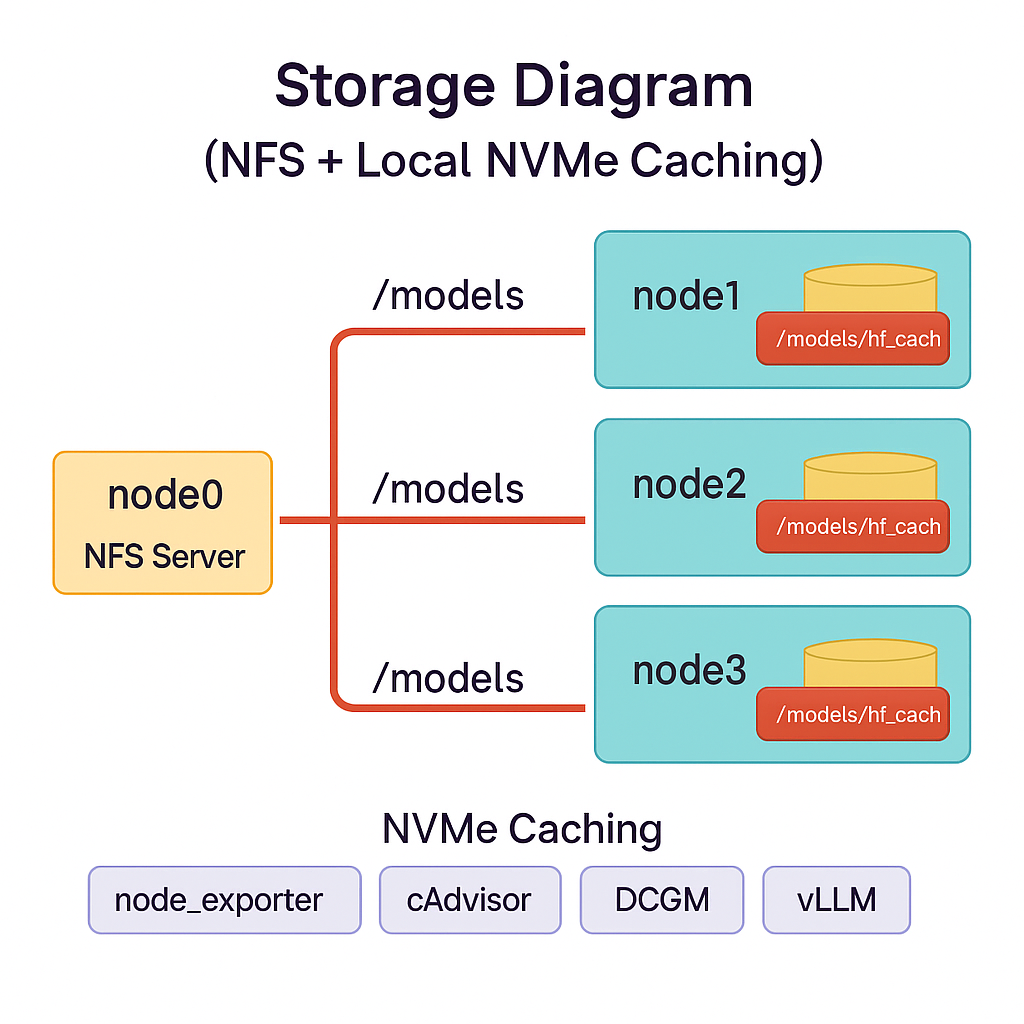 Storage Diagram
(NFS + Local NVMe Caching)
/models
node1
/models/hf_cach
node0
NFS Server
/models
node2
/models/hf_cach
/models
node3
/models/hf_cach
NVMe Caching
node_exporter
cAdvisor
DCGM
vLLM